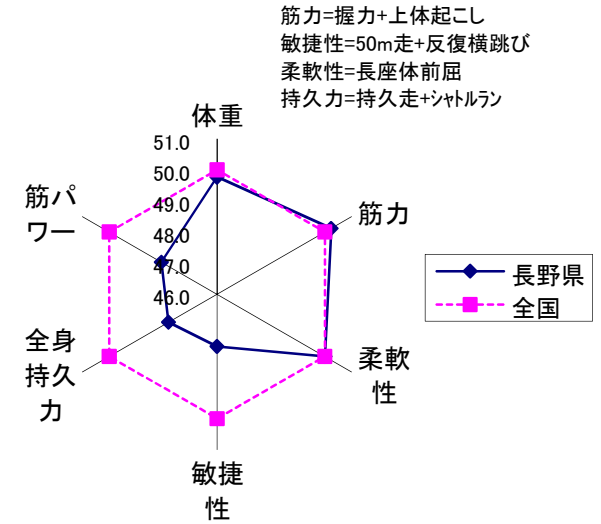 筋力=握力+上体起こし
敏捷性=50m走+反復横跳び
柔軟性=長座体前屈
持久力=持久走+シャトルラン
体重
51.0
50.0
49.0
48.0
47.0
46.0
筋パ
ワー
筋力
長野県
全国
全身
持久
力
柔軟
性
敏捷
性